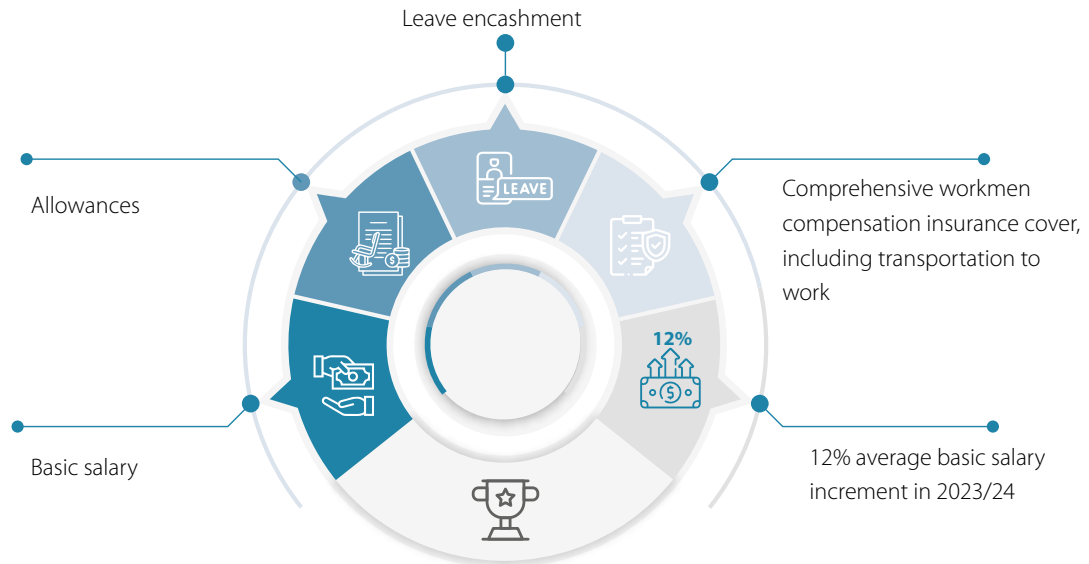 Leave encashment
Allowances
LEAVE
Comprehensive workmen
compensation insurance cover,
including transportation to
work
12%
Basic salary
12% average basic salary
increment in 2023/24